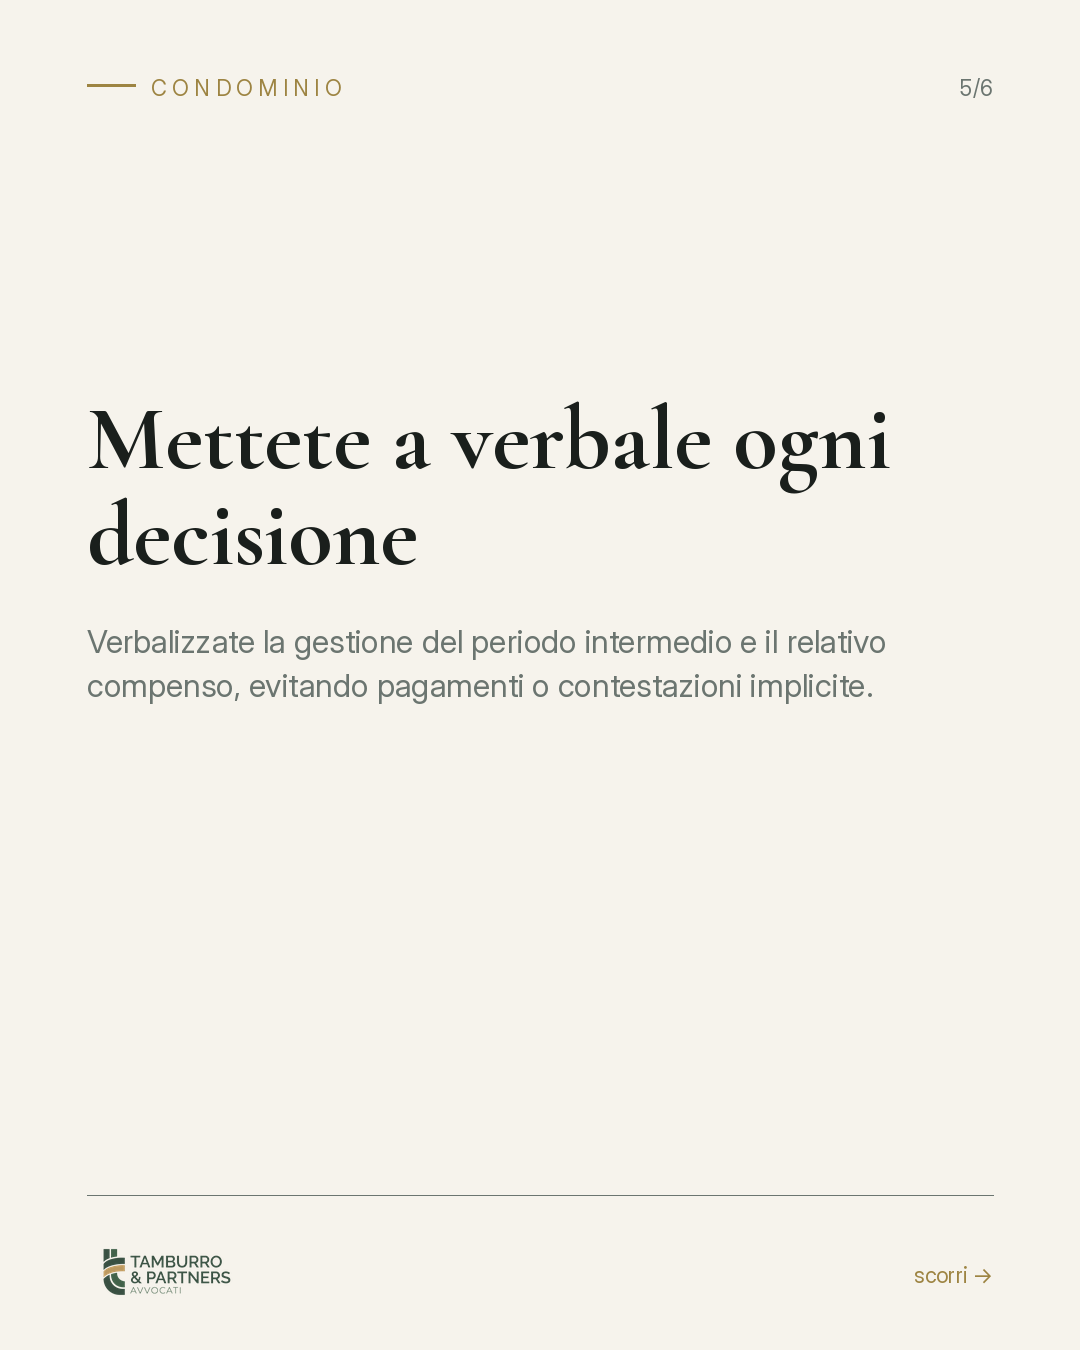 CONDOMINIO
5/6
Mettete a verbale ogni
decisione
Verbalizzate la gestione del periodo intermedio e il relativo
compenso, evitando pagamenti o contestazioni implicite.
TAMBURRO
& PARTNERS
AVVOCATI
scorri →